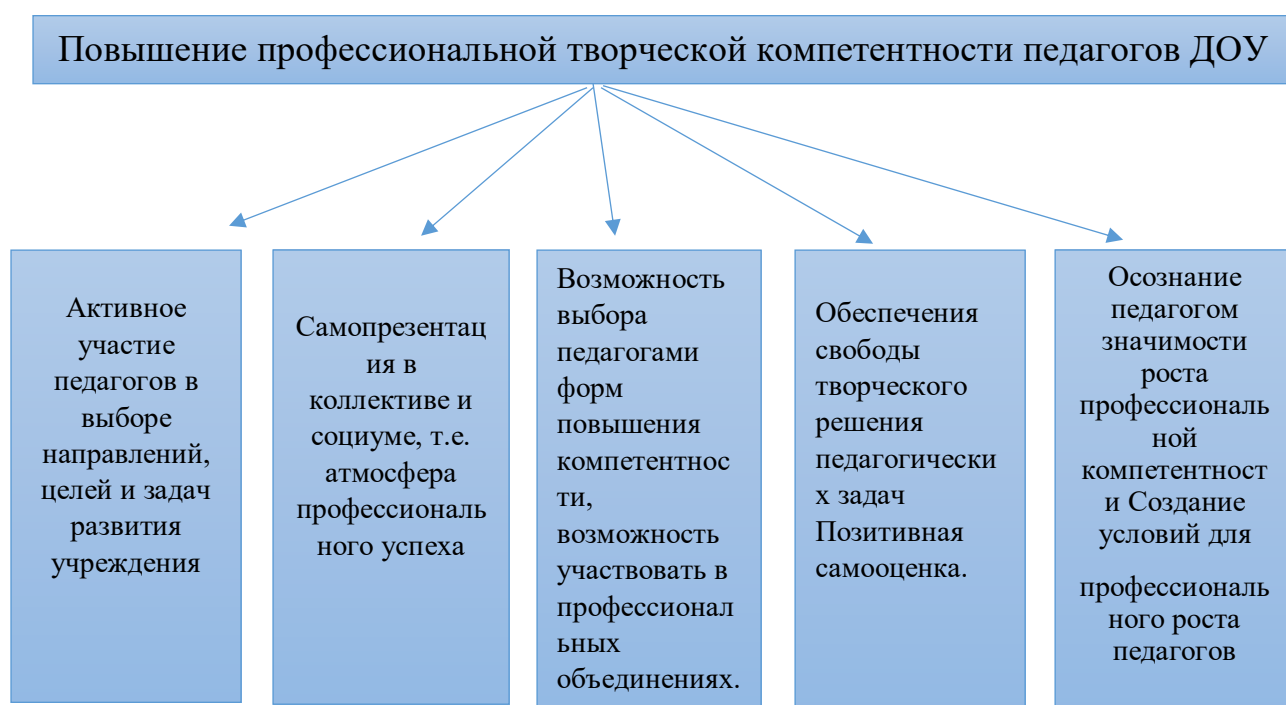 Повышение профессиональной творческой компетентности педагогов ДОУ
Активное
участие
педагогов в
выборе
направлений,
целей и задач
развития
учреждения
Самопрезентац
ия в
коллективе и
социуме, т.е.
атмосфера
профессиональ
ного успеха
Возможность
выбора
педагогами
форм
повышения
компетентнос
ти,
возможность
участвовать в
профессионал
ьных
объединениях.
Обеспечения
свободы
творческого
решения
педагогически
х задач
Позитивная
самооценка.
Осознание
педагогом
значимости
роста
профессиональ
ной
компетентност
и Создание
условий для
профессиональ
ного роста
педагогов